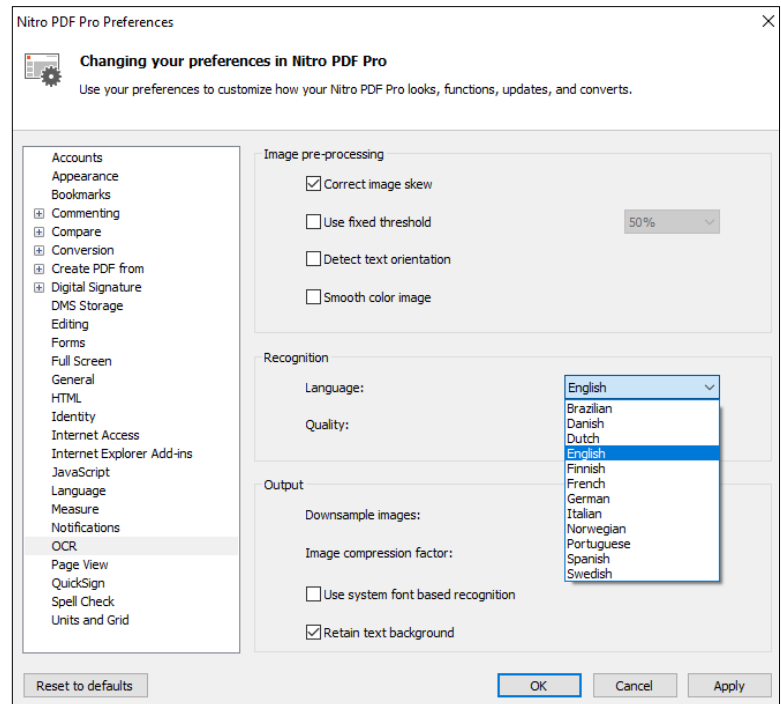 Nitro PDF Pro Preferences
Changing your preferences in Nitro PDF Pro
Use your preferences to customize how your Nitro PDF Pro looks, functions, updates, and converts.
Accounts
Appearance
Bookmarks
Commenting
Compare
Conversion
Create PDF from
Digital Signature
DMS Storage
Editing
Forms
Full Screen
General
HTML
Identity
Internet Access
Internet Explorer Add-ins
JavaScript
Language
Measure
Notifications
OCR
Page View
QuickSign
Spell Check
Units and Grid
Image pre-processing
Correct image skew
Use fixed threshold 50%
Detect text orientation
Smooth color image
Recognition
Language: English
Quality:
Brazilian
Danish
Dutch
English
Finnish
French
German
Italian
Norwegian
Portuguese
Spanish
Swedish
Output
Downsample images:
Image compression factor:
Use system font based recognition
Retain text background
Reset to defaults OK Cancel Apply